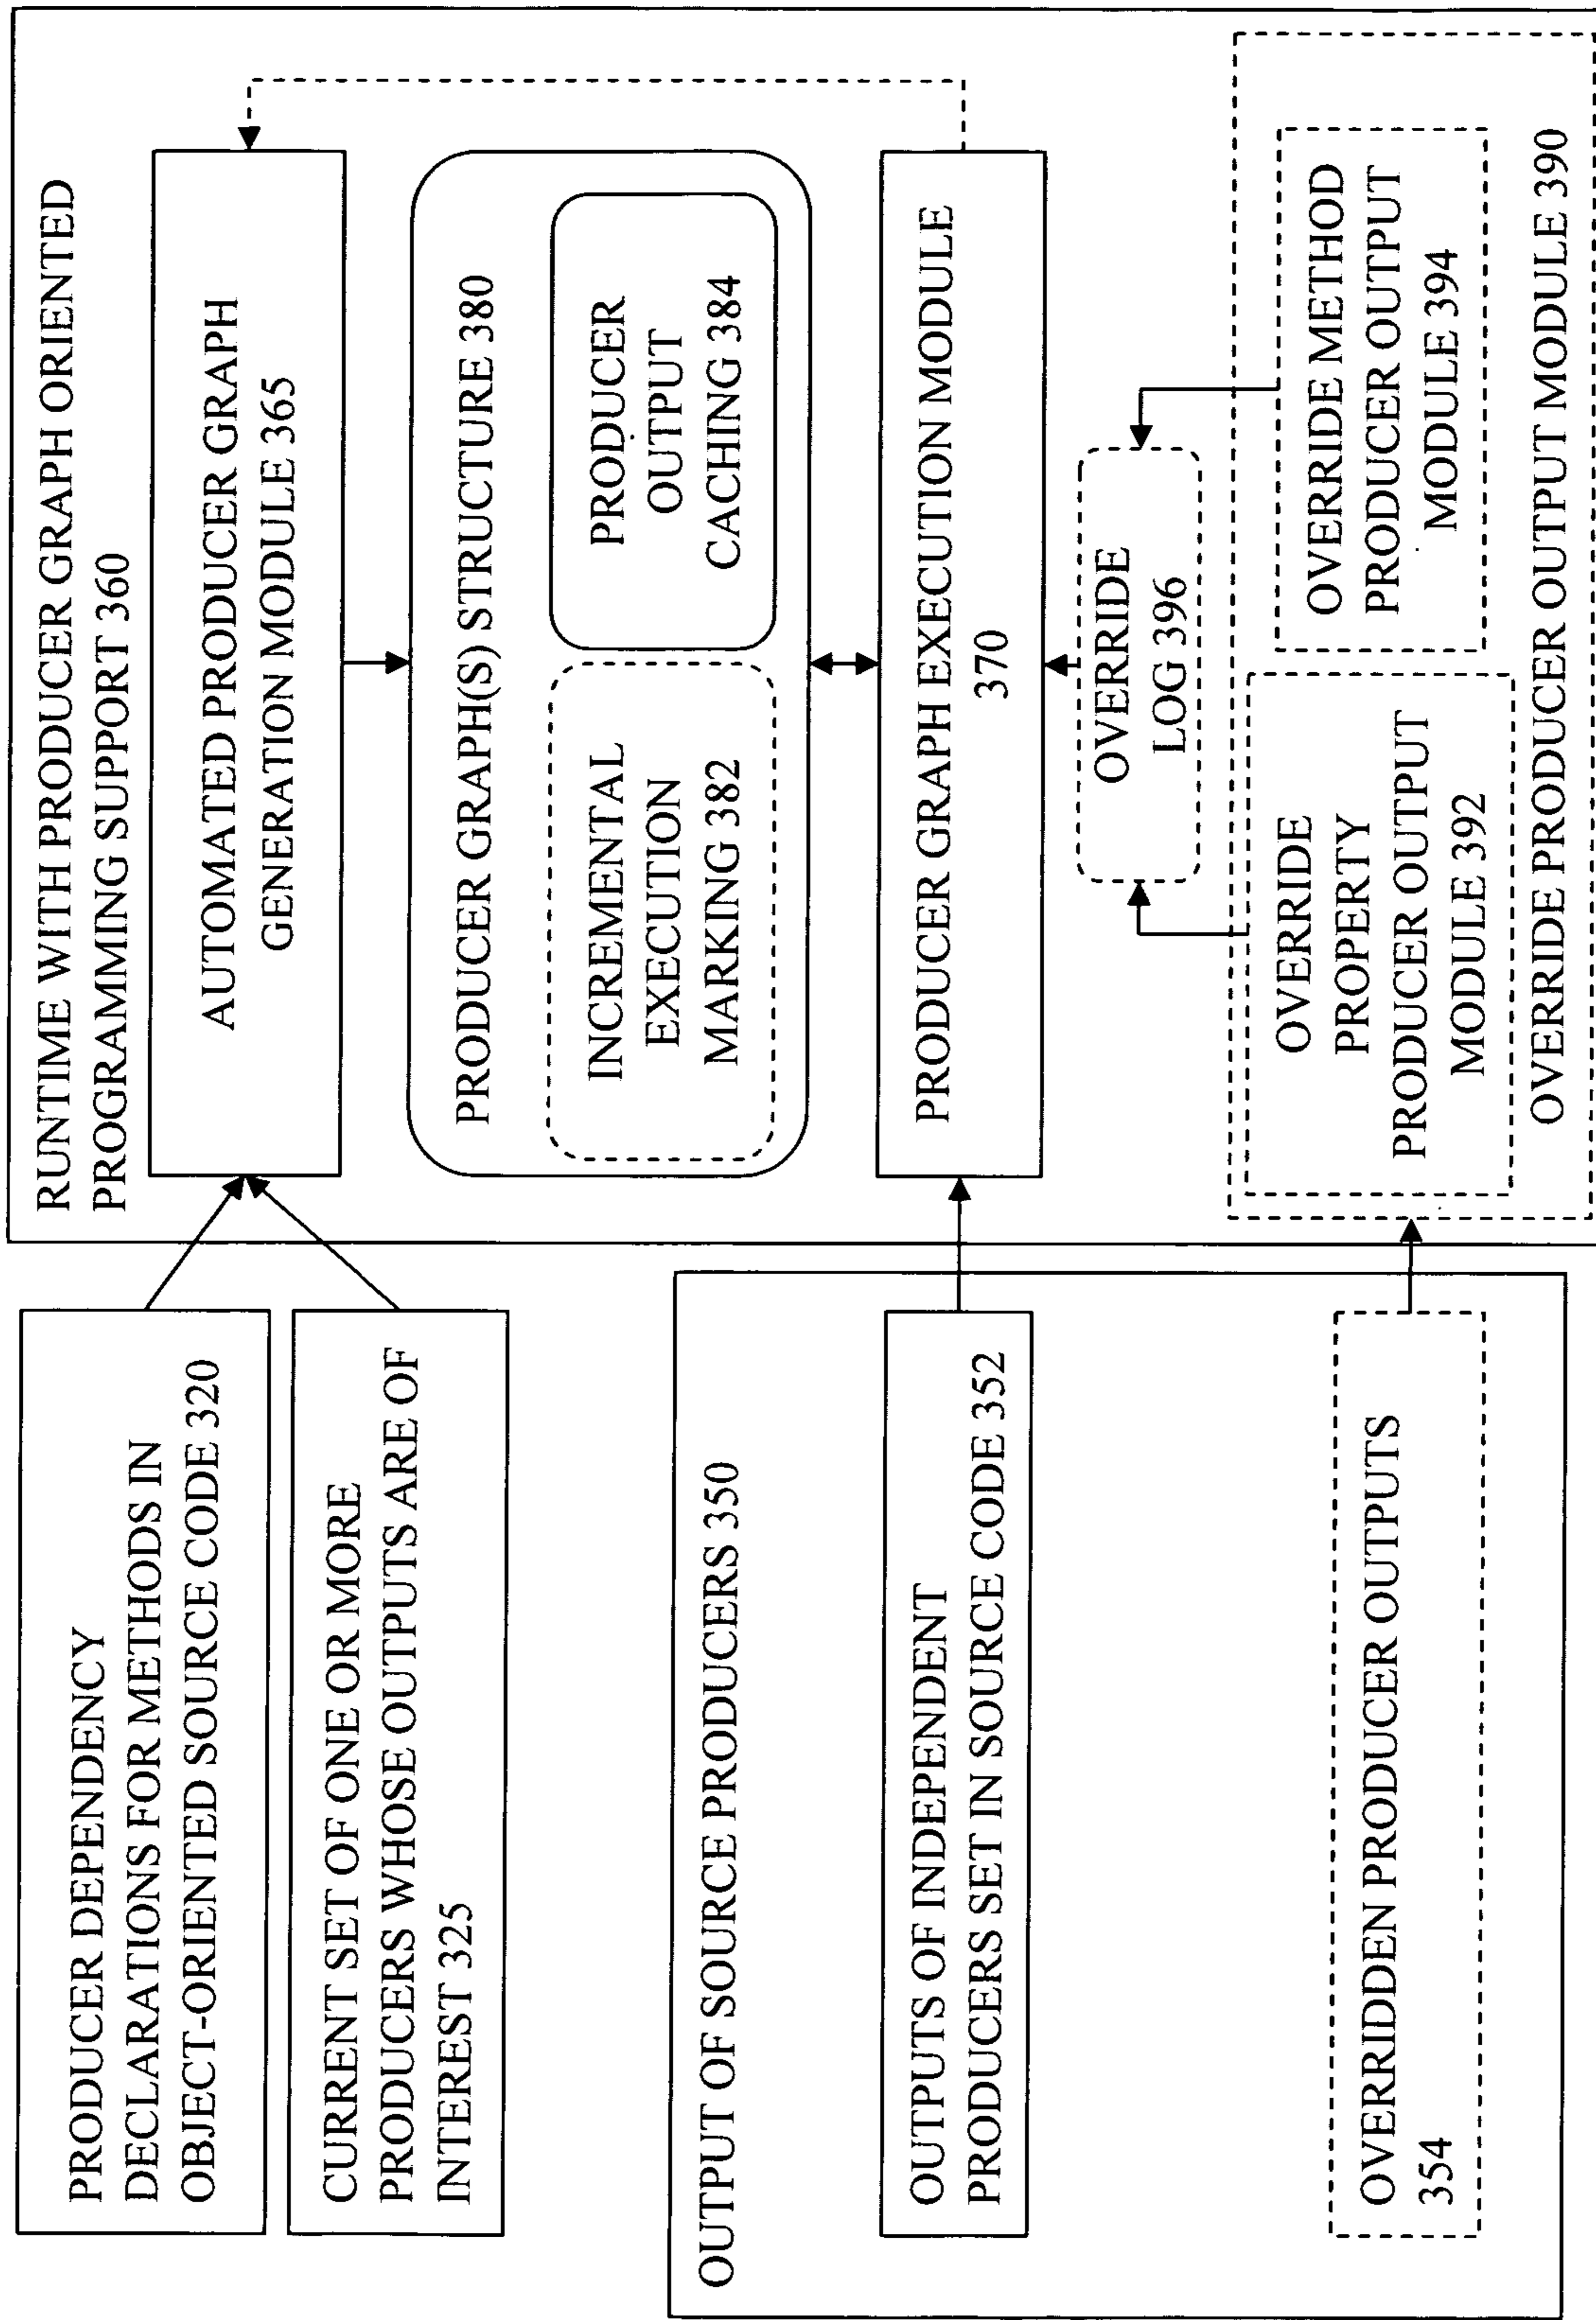 PRODUCER DEPENDENCY
DECLARATIONS FOR METHODS IN
OBJECT-ORIENTED SOURCE CODE 320
CURRENT SET OF ONE OR MORE
PRODUCERS WHOSE OUTPUTS ARE OF
INTEREST 325
OUTPUT OF SOURCE PRODUCERS 350
OUTPUTS OF INDEPENDENT
PRODUCERS SET IN SOURCE CODE 352
OVERRIDDEN PRODUCER OUTPUTS
354
RUNTIME WITH PRODUCER GRAPH ORIENTED
PROGRAMMING SUPPORT 360
AUTOMATED PRODUCER GRAPH
GENERATION MODULE 365
PRODUCER GRAPH(S) STRUCTURE 380
INCREMENTAL
EXECUTION
MARKING 382
PRODUCER
OUTPUT
CACHING 384
PRODUCER GRAPH EXECUTION MODULE
370
OVERRIDE
LOG 396
OVERRIDE
PROPERTY
PRODUCER OUTPUT
MODULE 392
OVERRIDE METHOD
PRODUCER OUTPUT
MODULE 394
OVERRIDE PRODUCER OUTPUT MODULE 390